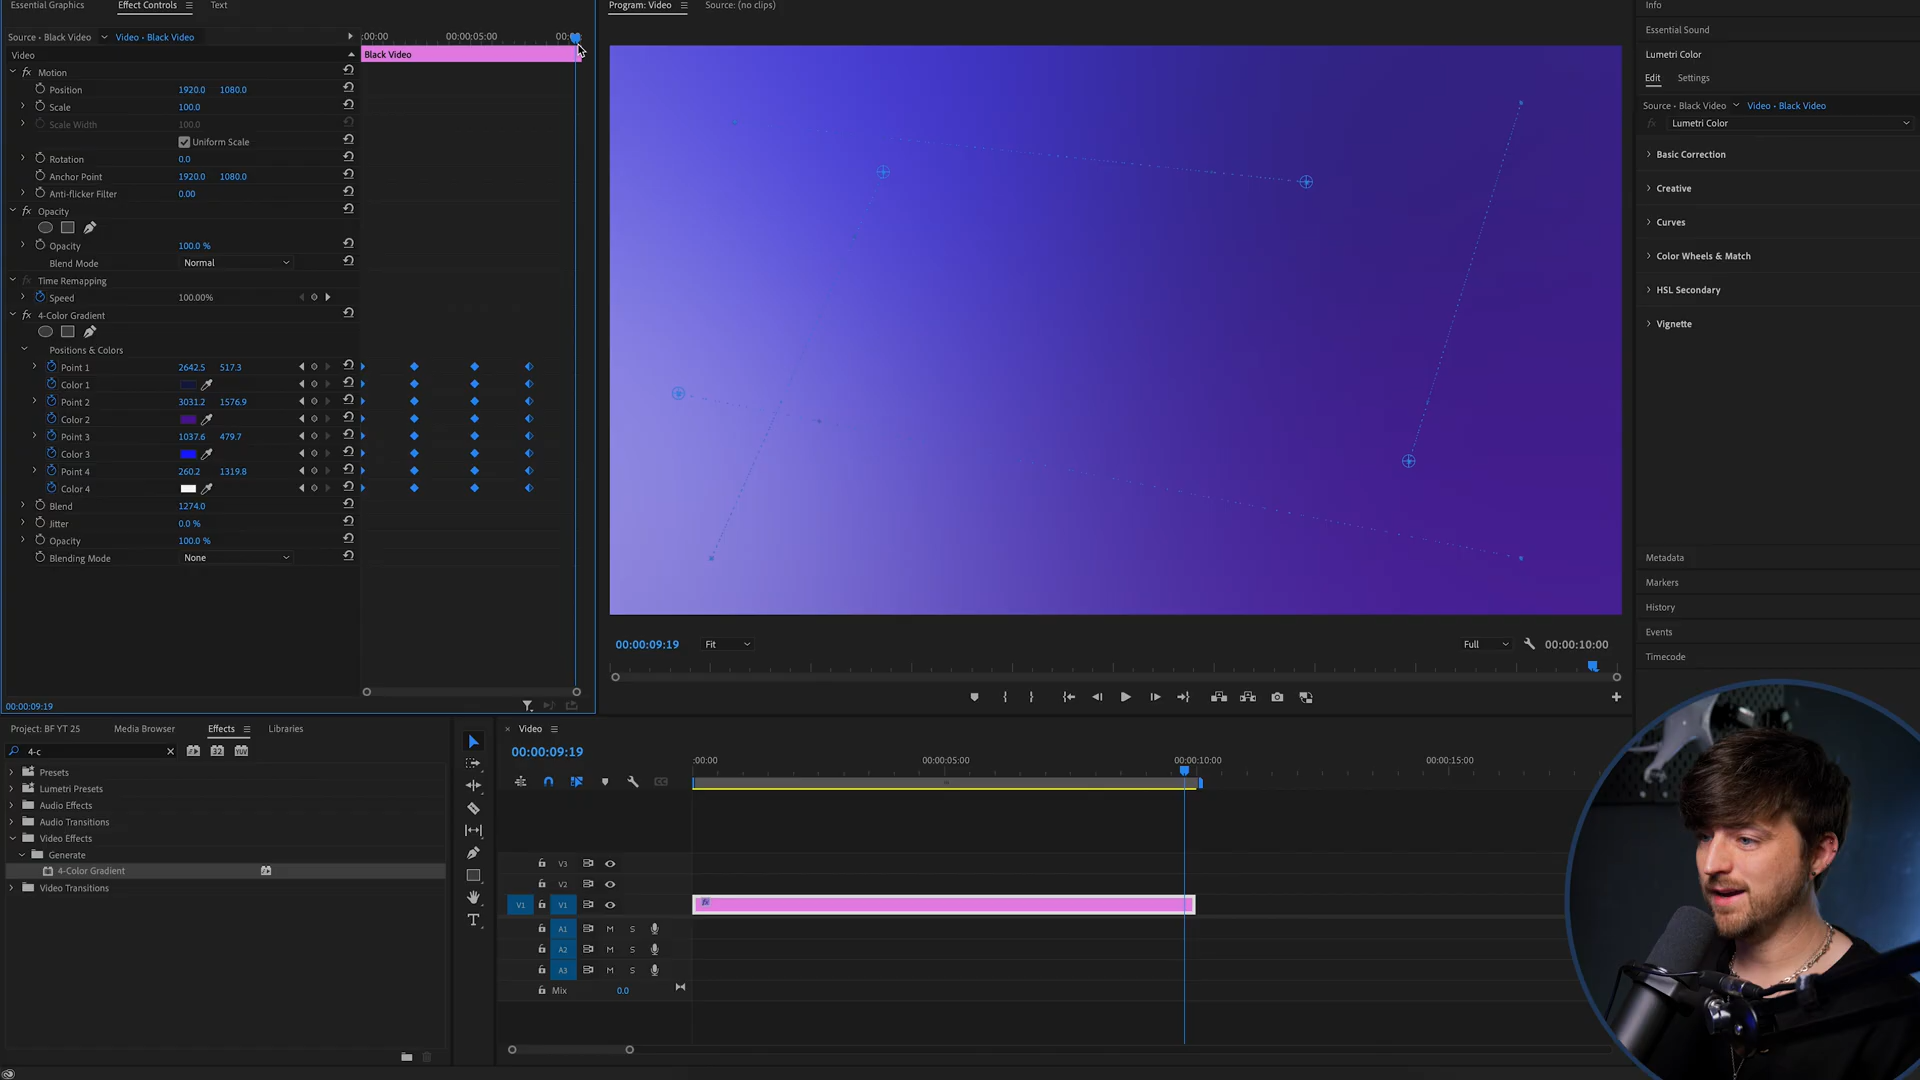 Essential Graphics
Effect Controls
Text
Program: Video
Source: (no clips)
Info
Essential Sound
Lumetri Color
Edit
Settings
Source • Black Video
Video • Black Video
fx
Lumetri Color
Basic Correction
Creative
Curves
Color Wheels & Match
HSL Secondary
Vignette
Metadata
Markers
History
Events
Timecode
Source • Black Video
Video • Black Video
:00:00
00:00:05:00
00:0
Video
Black Video
fx Motion
Position 1920.0 1080.0
Scale 100.0
Scale Width 100.0
Uniform Scale
Rotation 0.0
Anchor Point 1920.0 1080.0
Anti-flicker Filter 0.00
fx Opacity
Opacity 100.0 %
Blend Mode Normal
fx Time Remapping
Speed 100.00%
fx 4-Color Gradient
Positions & Colors
Point 1 2642.5 517.3
Color 1
Point 2 3031.2 1576.9
Color 2
Point 3 1037.6 479.7
Color 3
Point 4 260.2 1319.8
Color 4
Blend 1274.0
Jitter 0.0 %
Opacity 100.0 %
Blending Mode None
00:00:09:19
00:00:09:19
Fit
Full
00:00:10:00
Project: BF YT 25
Media Browser
Effects
Libraries
4-c
32
YUV
Presets
Lumetri Presets
Audio Effects
Audio Transitions
Video Effects
Generate
4-Color Gradient
Video Transitions
× Video
00:00:09:19
CC
:00:00
00:00:05:00
00:00:10:00
00:00:15:00
V3
V2
V1 V1
fx
A1 M S
A2 M S
A3 M S
Mix 0.0